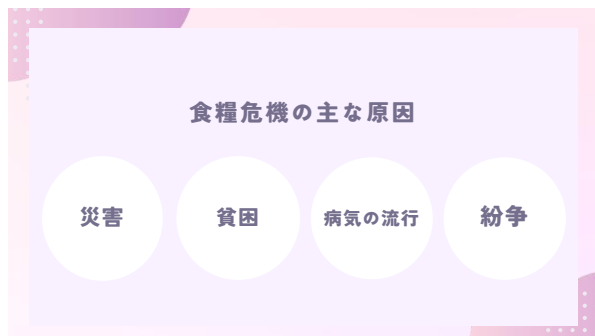 食糧危機の主な原因
災害
貧困
病気の流行
紛争